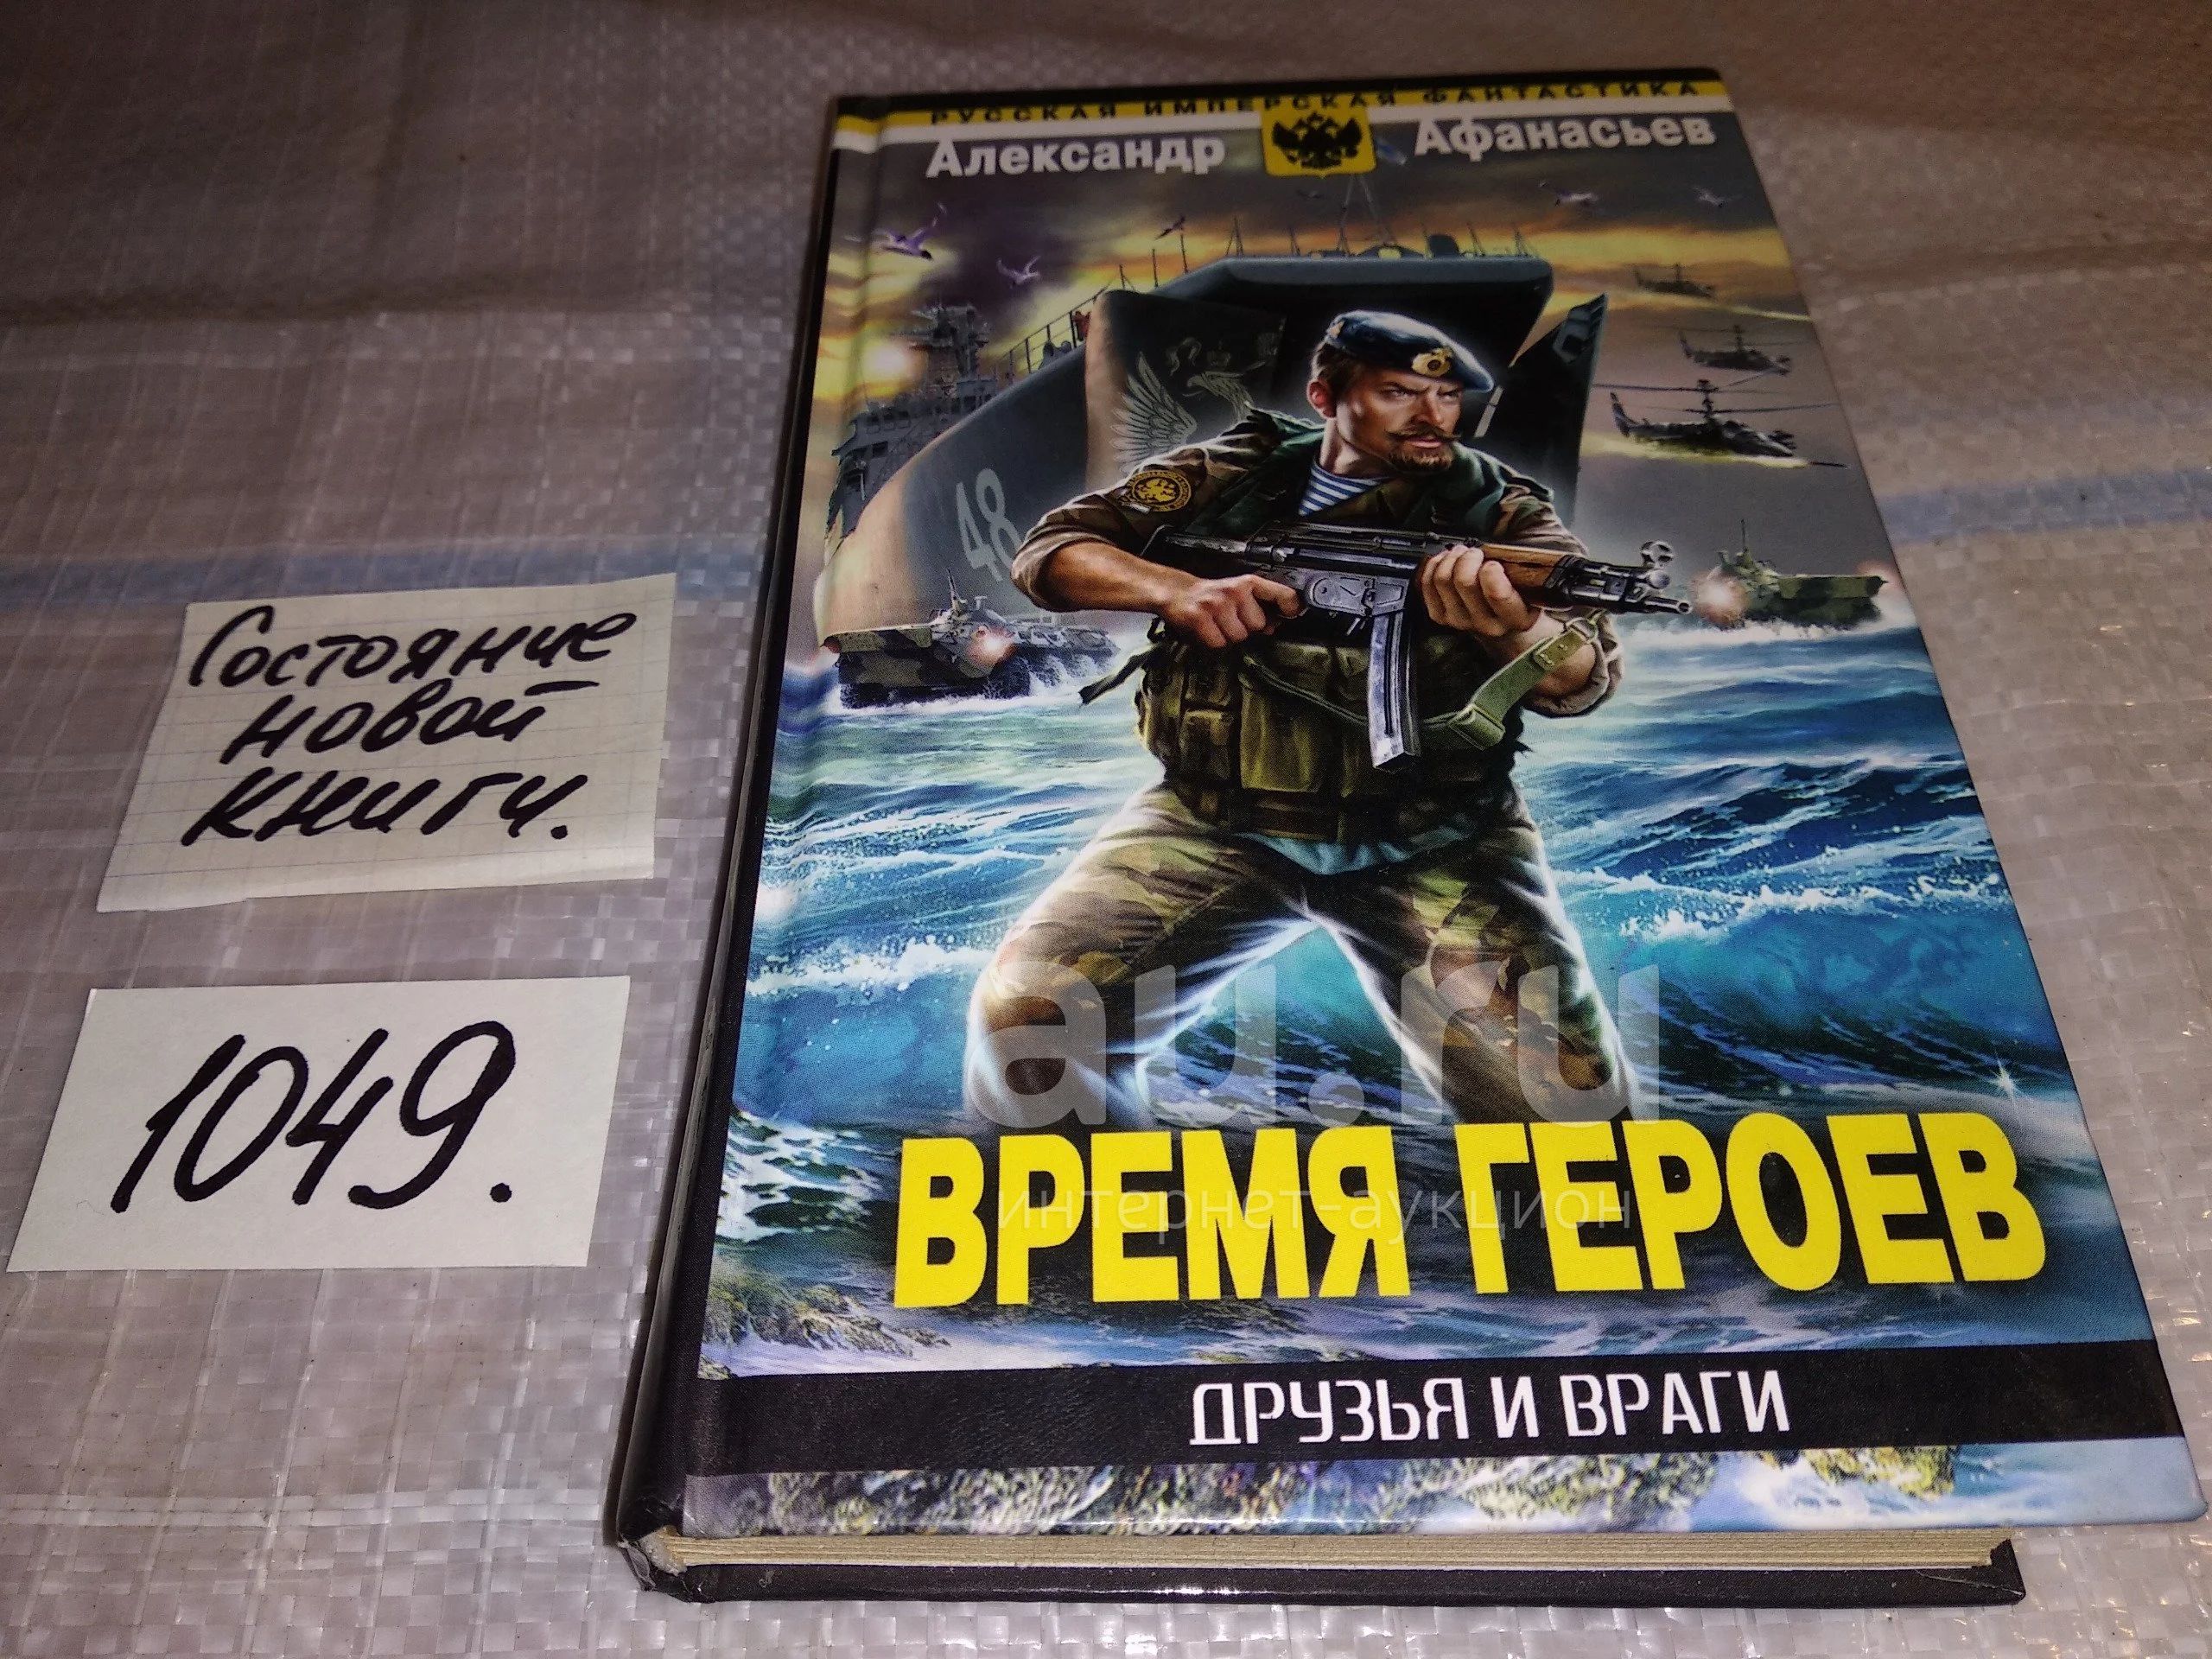 РУССКАЯ ИМПЕРСКАЯ ФАНТАСТИКА
Александр Афанасьев
48
Состояние
новой
книги.
1049.
au.ru
интернет-аукцион
ВРЕМЯ ГЕРОЕВ
ДРУЗЬЯ И ВРАГИ